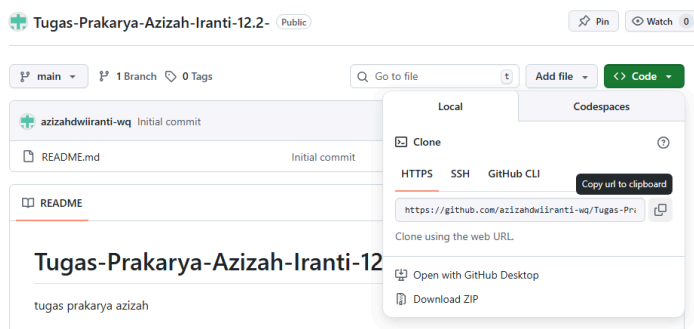 Tugas-Prakarya-Azizah-Iranti-12.2- Public
Pin
Watch 0
main
1 Branch
0 Tags
Go to file t
Add file
<> Code
azizahdwiiranti-wq Initial commit
README.md Initial commit
README
Tugas-Prakarya-Azizah-Iranti-12
tugas prakarya azizah
Local
Codespaces
Clone
HTTPS
SSH
GitHub CLI
Copy url to clipboard
https://github.com/azizahdwiiranti-wq/Tugas-Pra
Clone using the web URL.
Open with GitHub Desktop
Download ZIP